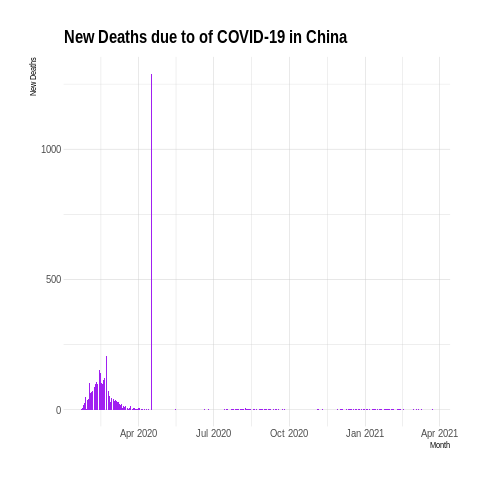 New Deaths due to of COVID-19 in China
New Deaths
1000
500
0
Apr 2020 Jul 2020 Oct 2020 Jan 2021 Apr 2021
Month